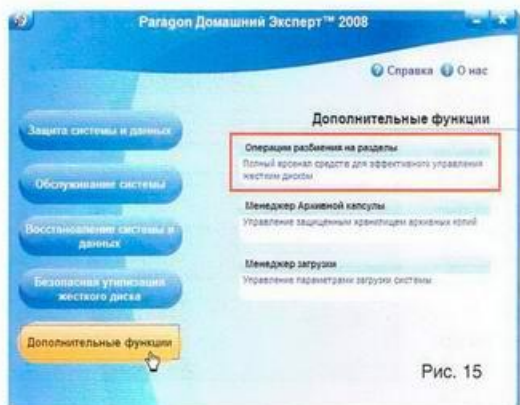 Paragon Домашний Эксперт™ 2008
Справка О нас
Дополнительные функции
Защита системы и данных
Операции разбиения на разделы
Полный арсенал средств для эффективного управления
жестким диском
Обслуживание системы
Менеджер Архивной капсулы
Управление защищенным хранилищем архивных копий
Восстановление системы и
данных
Менеджер загрузки
Управление параметрами загрузки системы
Безопасная утилизация
жесткого диска
Дополнительные функции
Рис. 15